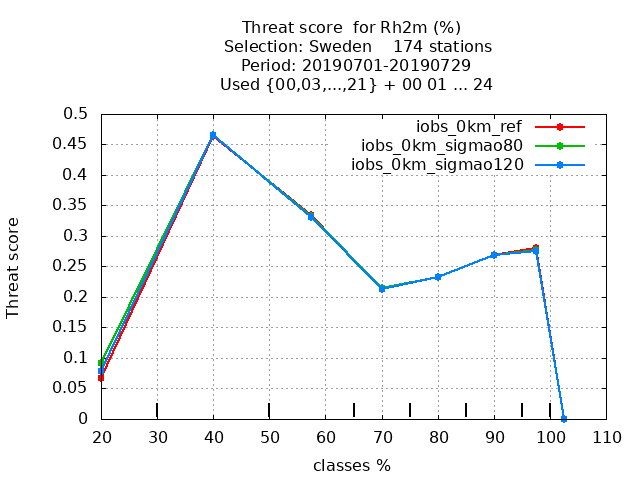 Threat score  for Rh2m (%)
Selection: Sweden    174 stations
Period: 20190701-20190729
Used {00,03,...,21} + 00 01 ... 24
iobs_0km_ref
iobs_0km_sigmao80
iobs_0km_sigmao120
Threat score
0.5
0.45
0.4
0.35
0.3
0.25
0.2
0.15
0.1
0.05
0
20 30 40 50 60 70 80 90 100 110
classes %